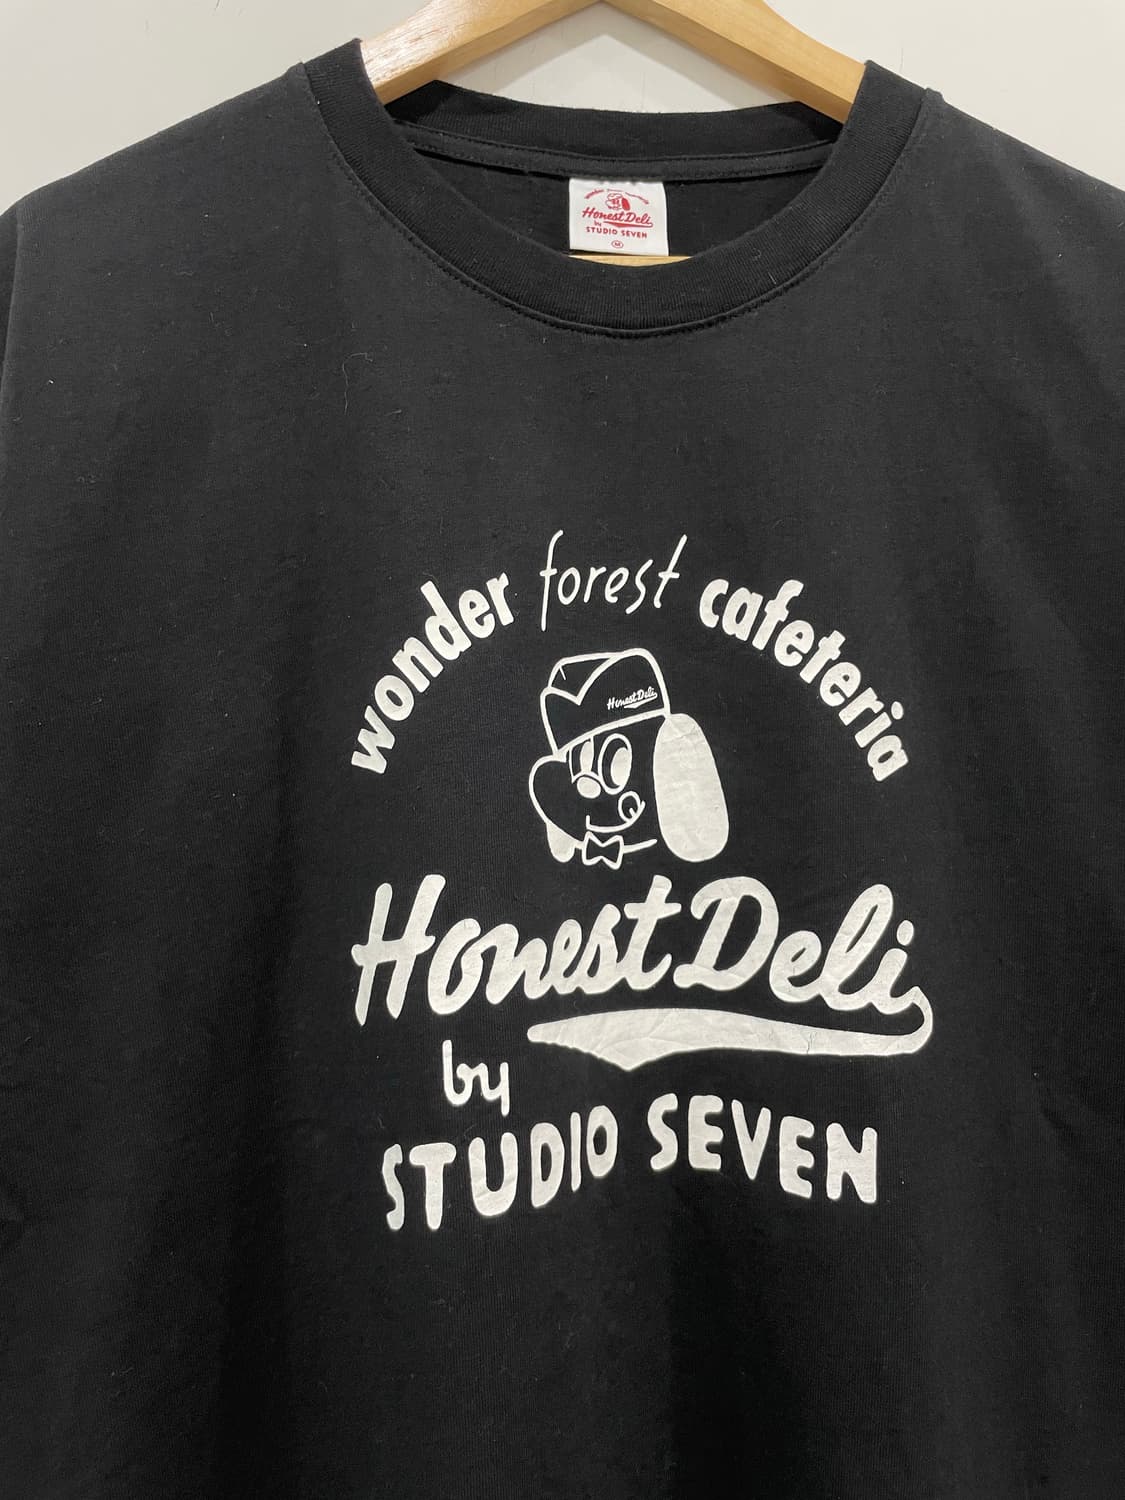 Honest Deli
by
STUDIO SEVEN
M
wonder forest cafeteria
Honest Deli
Honest Deli
by
STUDIO SEVEN